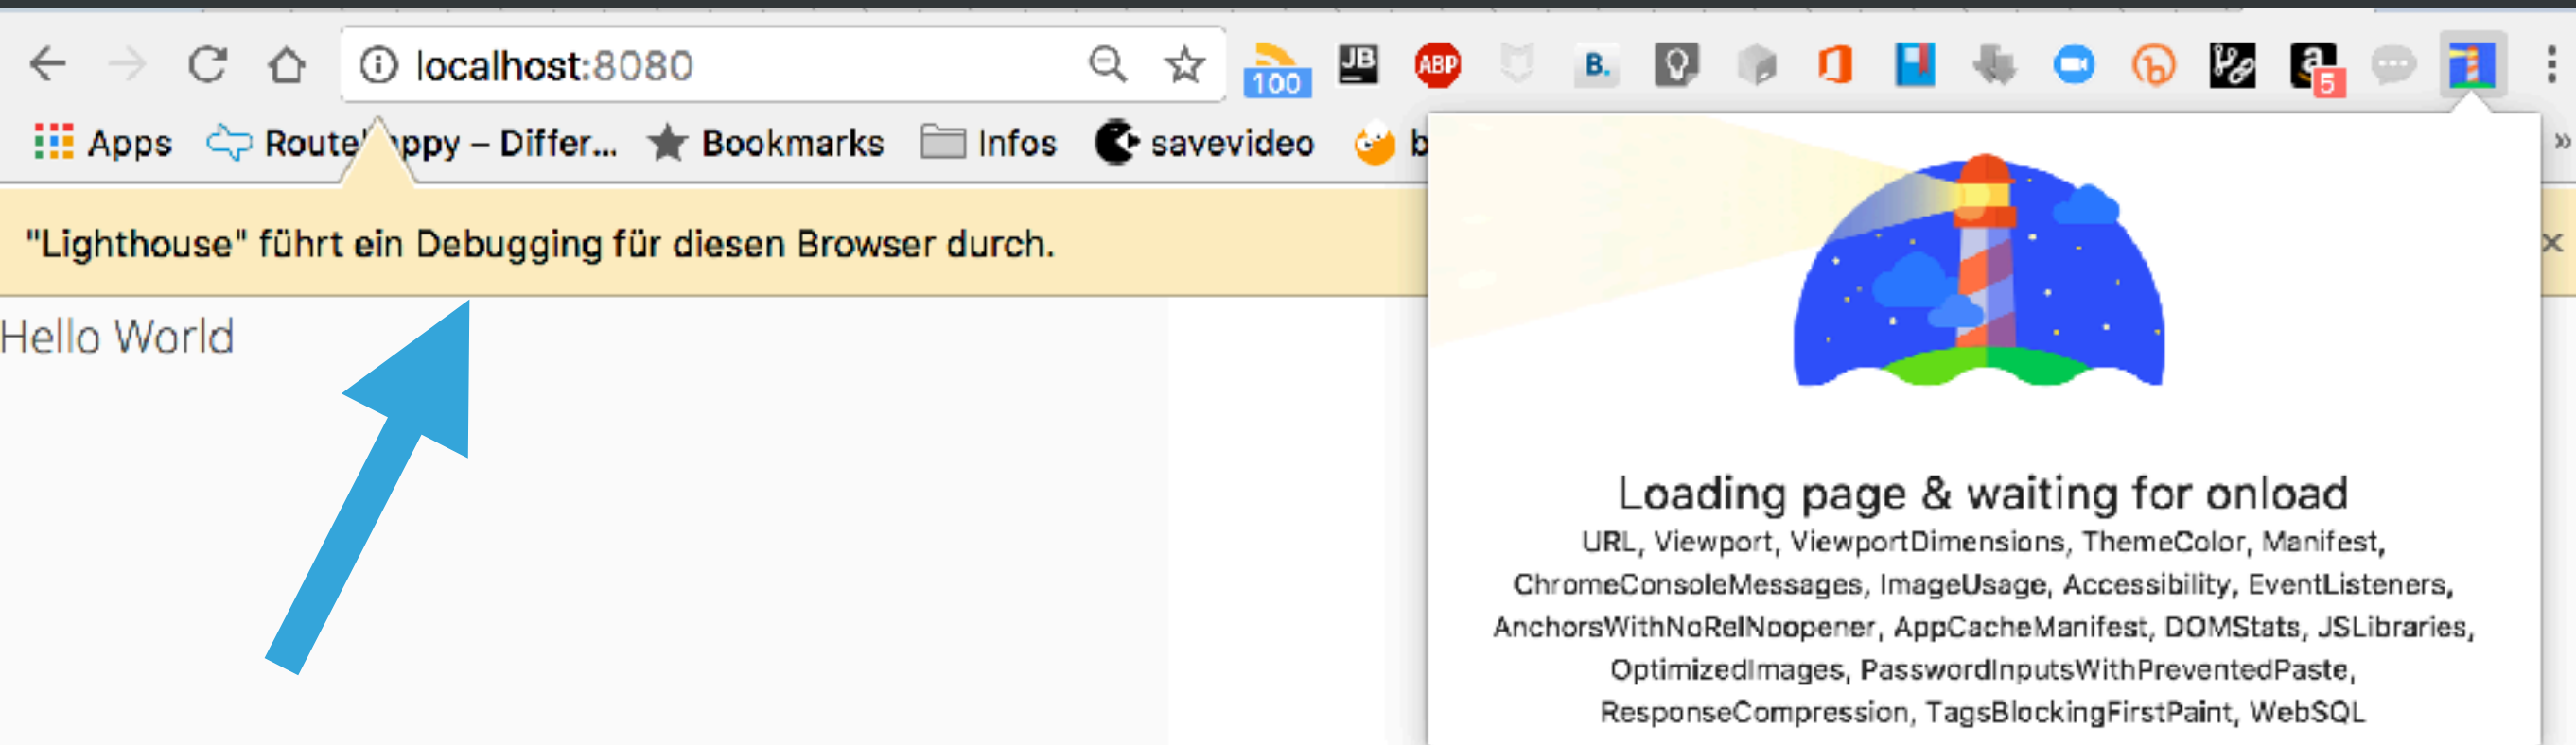 localhost:8080
100
JB
ABP
B.
a
5
Apps
Differ...
Bookmarks
Infos
savevideo
b
»
"Lighthouse" führt ein Debugging für diesen Browser durch.
Hello World
Loading page & waiting for onload
URL, Viewport, ViewportDimensions, ThemeColor, Manifest,
ChromeConsoleMessages, ImageUsage, Accessibility, EventListeners,
AnchorsWithNoRelNoopener, AppCacheManifest, DOMStats, JSLibraries,
OptimizedImages, PasswordInputsWithPreventedPaste,
ResponseCompression, TagsBlockingFirstPaint, WebSQL